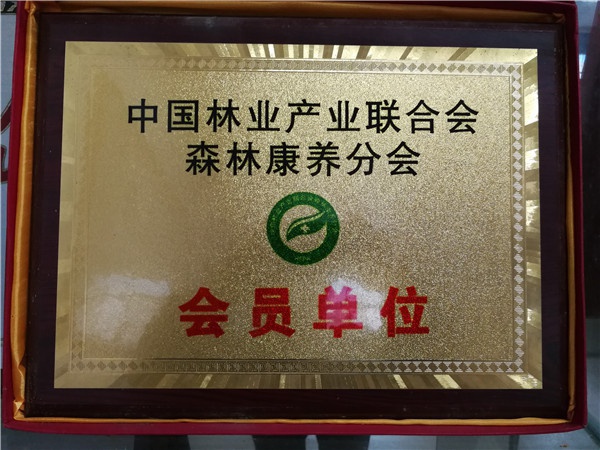 中国林业产业联合会
森林康养分会
会员单位